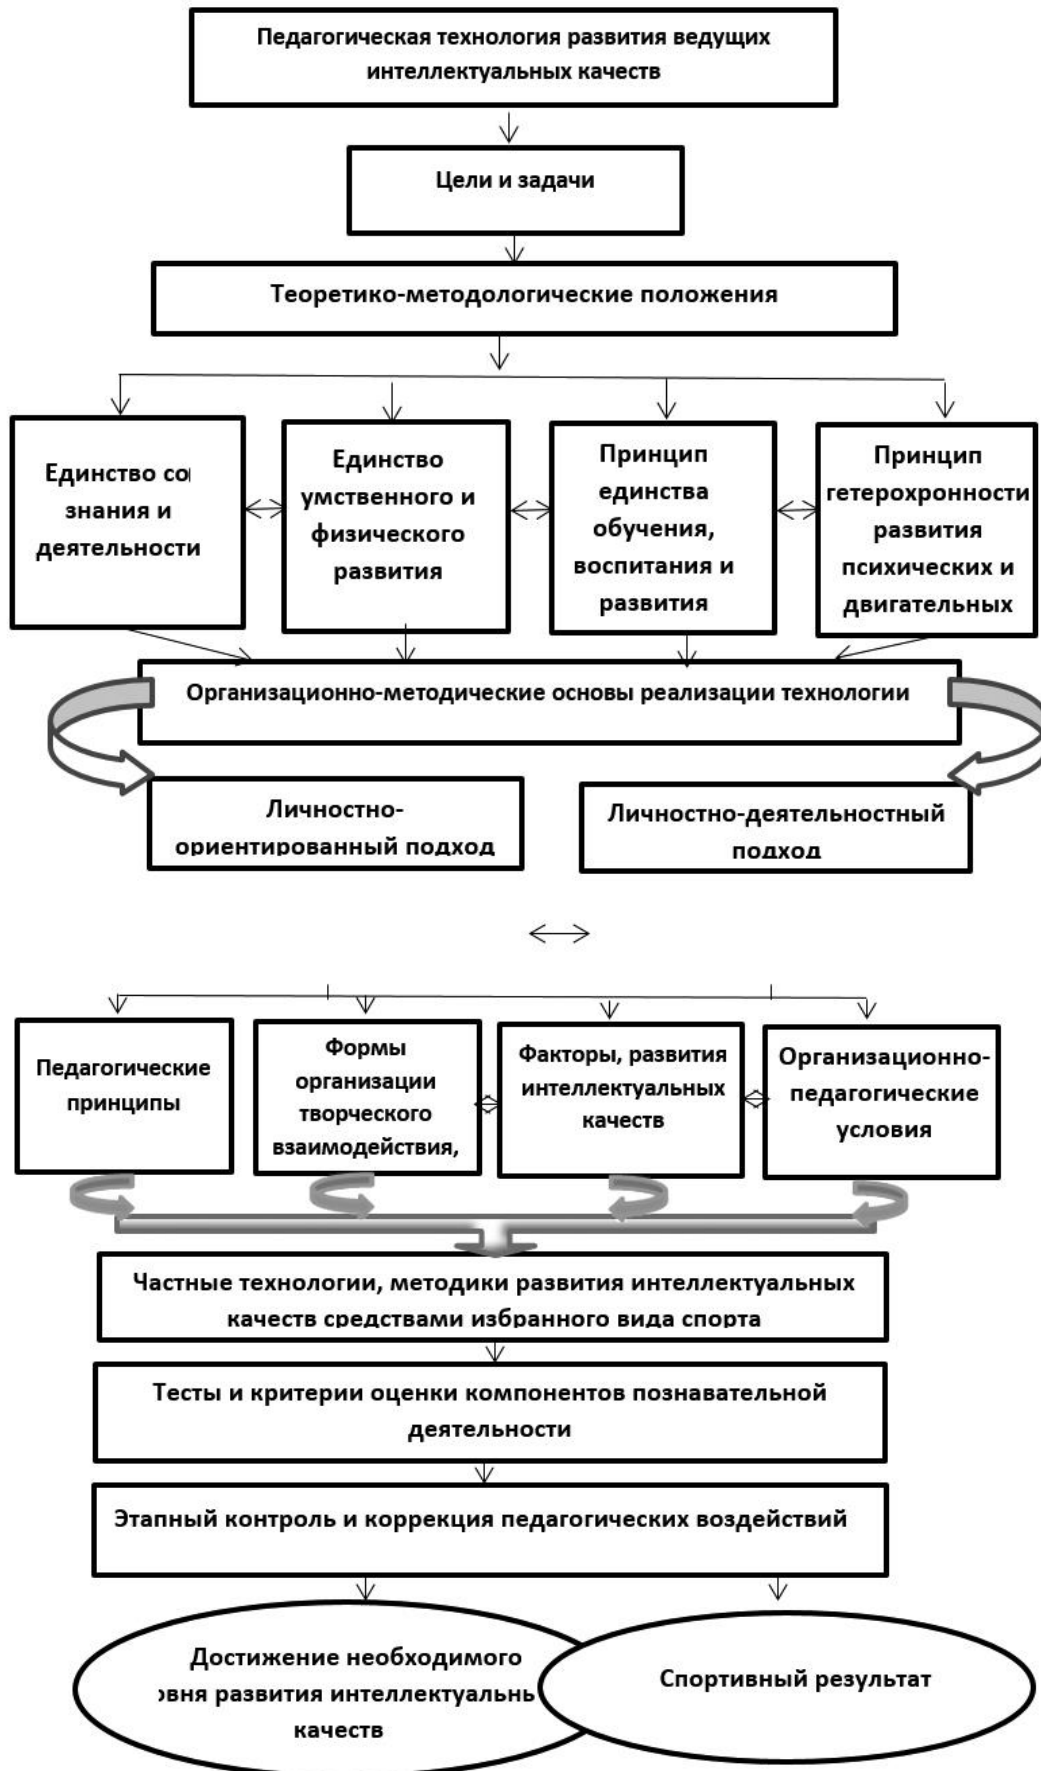 Педагогическая технология развития ведущих
интеллектуальных качеств
Цели и задачи
Теоретико-методологические положения
Единство со
знания и
деятельности
Единство
умственного и
физического
развития
Принцип
единства
обучения,
воспитания и
развития
Принцип
гетерохронности
развития
психических и
двигательных
Организационно-методические основы реализации технологии
Личностно-
ориентированный подход
Личностно-деятельностный
подход
Педагогические
принципы
Формы
организации
творческого
взаимодействия,
Факторы, развития
интеллектуальных
качеств
Организационно-
педагогические
условия
Частные технологии, методики развития интеллектуальных
качеств средствами избранного вида спорта
Тесты и критерии оценки компонентов познавательной
деятельности
Этапный контроль и коррекция педагогических воздействий
Достижение необходимого
овня развития интеллектуальны
качеств
Спортивный результат